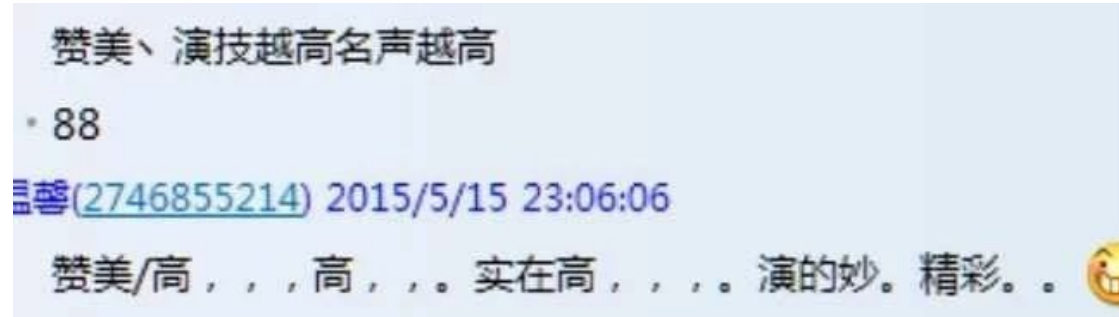 赞美、演技越高名声越高
88
温馨(2746855214) 2015/5/15 23:06:06
赞美/高，，，高，，。实在高，，，。演的妙。精彩。。